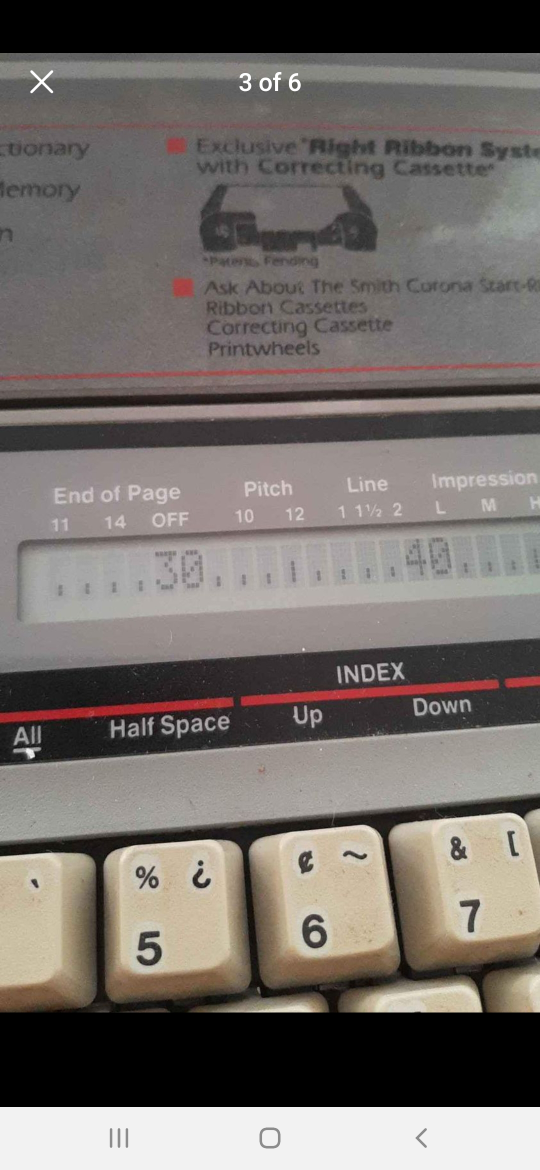 3 of 6
ctionary
Memory
n
Exclusive "Right Ribbon Syste
with Correcting Cassette*
*Patents Pending
Ask About The Smith Corona Start-R
Ribbon Cassettes
Correcting Cassette
Printwheels
End of Page Pitch Line Impression
11 14 OFF 10 12 1 1½ 2 L M H
....30...ı....40....
INDEX
All Half Space Up Down
` % ¿ ¢ ~ & [
5 6 7